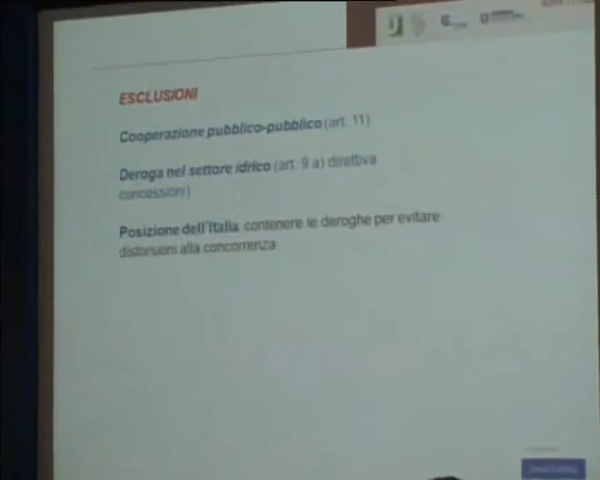 ESCLUSIONI
Cooperazione pubblico-pubblico (art. 11)
Deroga nel settore idrico (art. 9 a) direttiva
concessioni)
Posizione dell'Italia: contenere le deroghe per evitare
distorsioni alla concorrenza